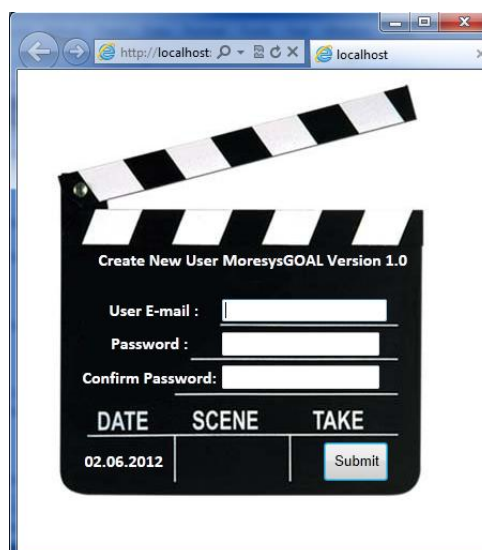 http://localhost:
localhost
Create New User MoresysGOAL Version 1.0
User E-mail :
Password :
Confirm Password:
DATE SCENE TAKE
02.06.2012 Submit